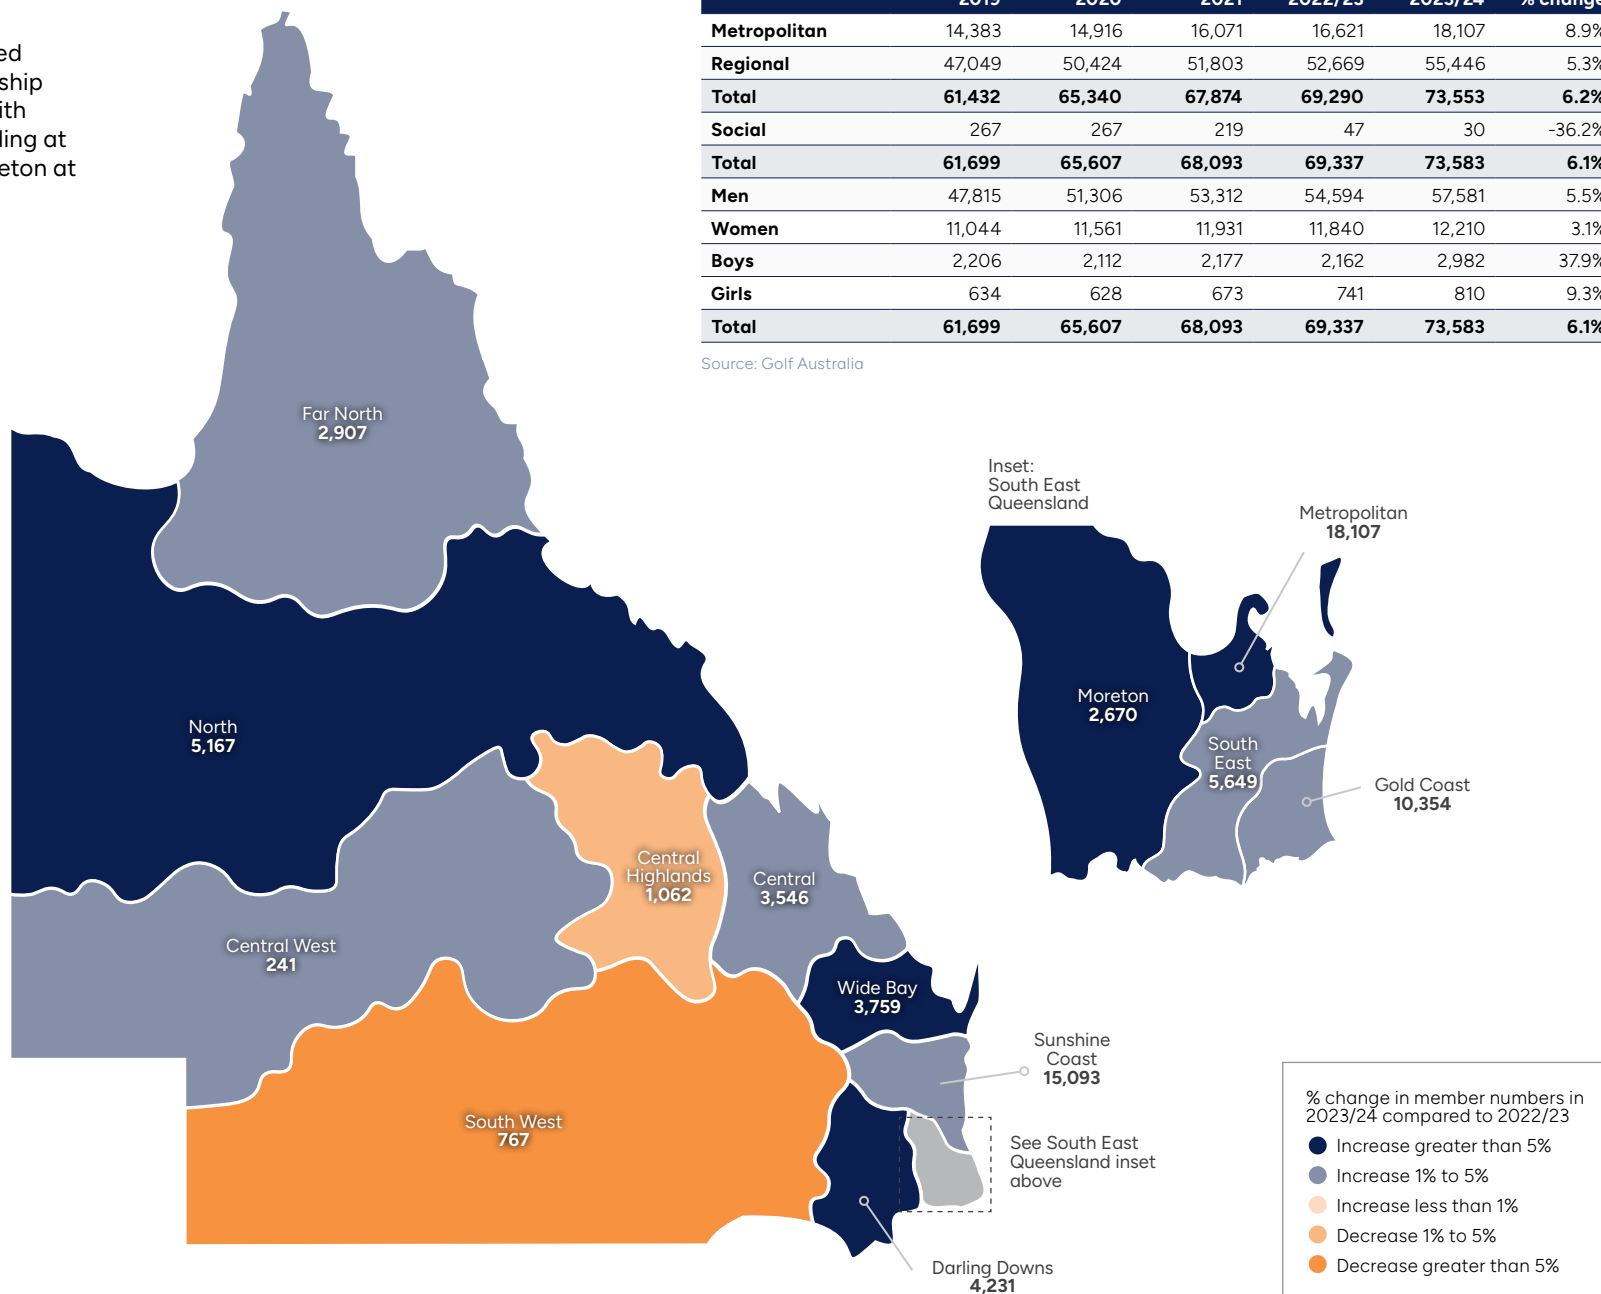 ed
ship
ith
ling at
eton at
2019 2020 2021 2022/23 2023/24 % change
Metropolitan 14,383 14,916 16,071 16,621 18,107 8.9%
Regional 47,049 50,424 51,803 52,669 55,446 5.3%
Total 61,432 65,340 67,874 69,290 73,553 6.2%
Social 267 267 219 47 30 -36.2%
Total 61,699 65,607 68,093 69,337 73,583 6.1%
Men 47,815 51,306 53,312 54,594 57,581 5.5%
Women 11,044 11,561 11,931 11,840 12,210 3.1%
Boys 2,206 2,112 2,177 2,162 2,982 37.9%
Girls 634 628 673 741 810 9.3%
Total 61,699 65,607 68,093 69,337 73,583 6.1%
Source: Golf Australia
Far North
2,907
Inset:
South East
Queensland
Metropolitan
18,107
Moreton
2,670
South
East
5,649
Gold Coast
10,354
North
5,167
Central
Highlands
1,062
Central
3,546
Central West
241
Wide Bay
3,759
Sunshine
Coast
15,093
South West
767
See South East
Queensland inset
above
Darling Downs
4,231
% change in member numbers in
2023/24 compared to 2022/23
Increase greater than 5%
Increase 1% to 5%
Increase less than 1%
Decrease 1% to 5%
Decrease greater than 5%